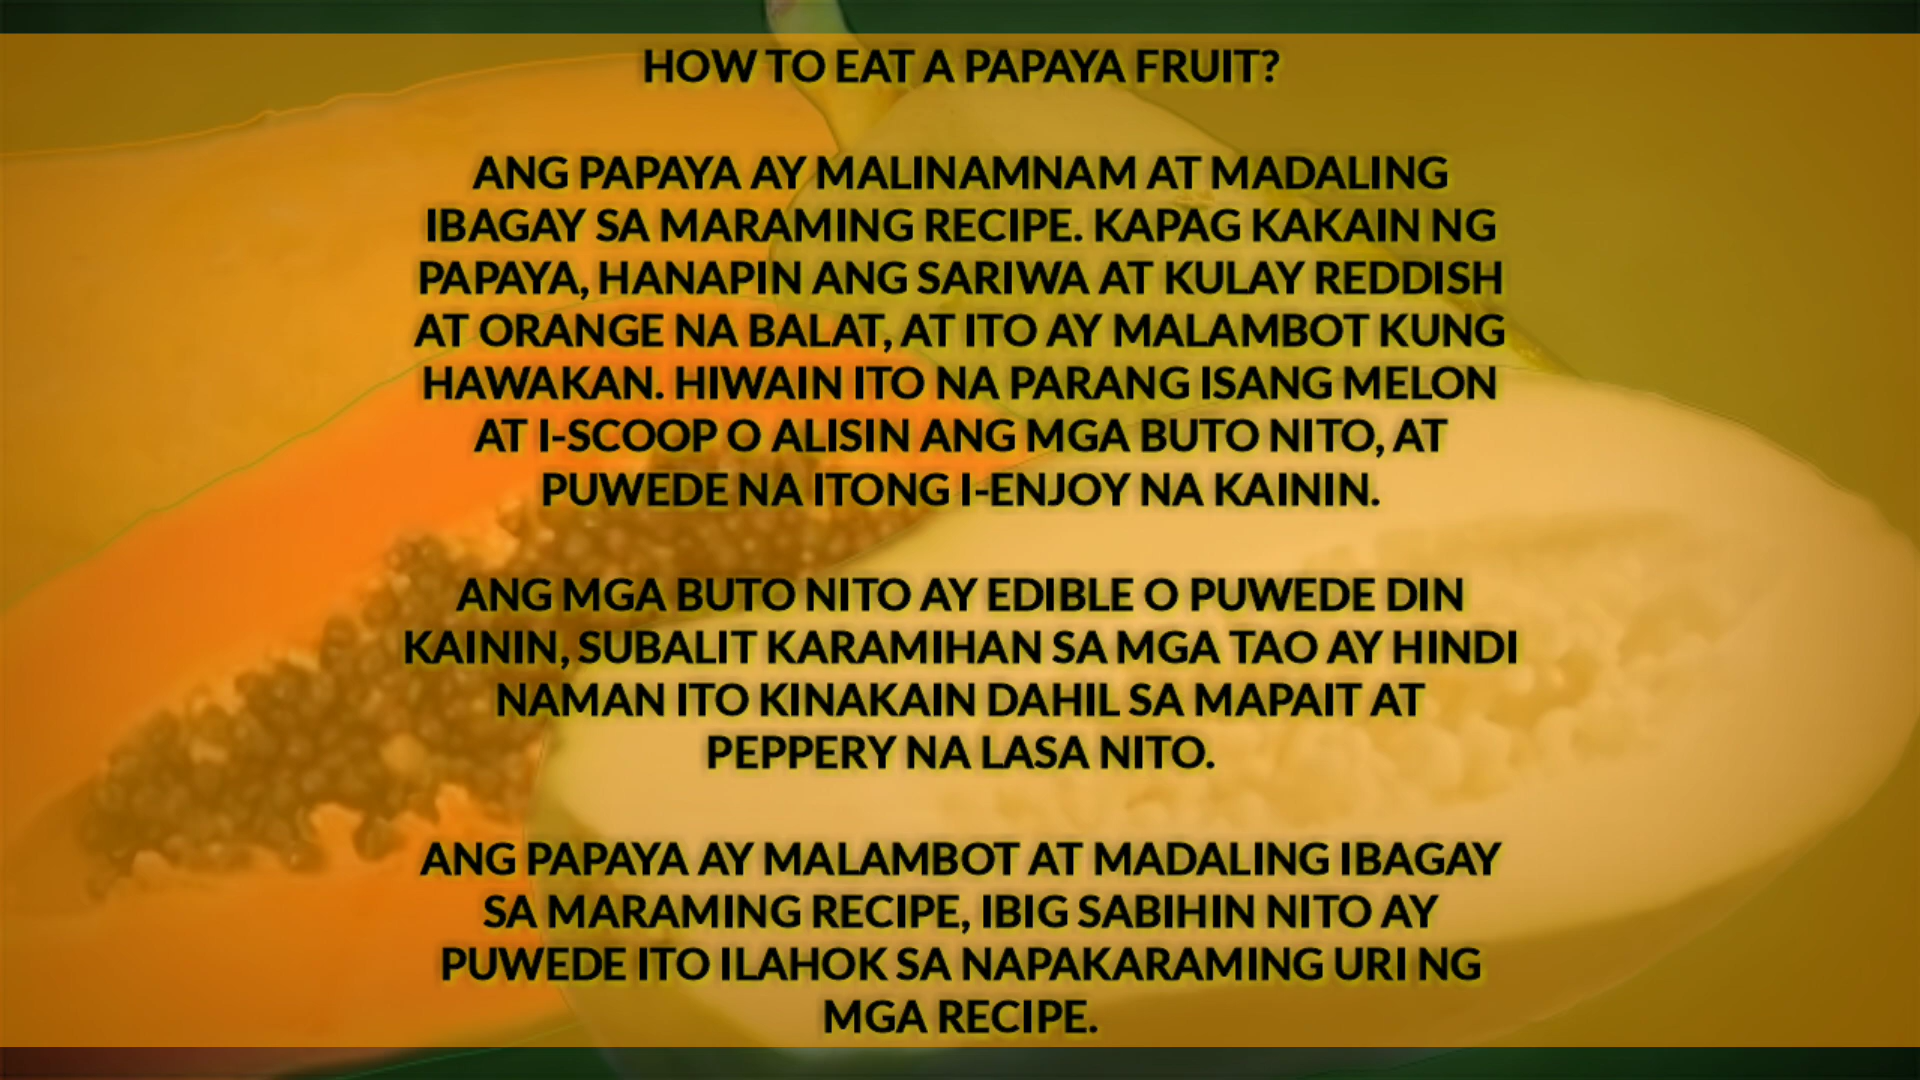 HOW TO EAT A PAPAYA FRUIT?
ANG PAPAYA AY MALINAMNAM AT MADALING
IBAGAY SA MARAMING RECIPE. KAPAG KAKAIN NG
PAPAYA, HANAPIN ANG SARIWA AT KULAY REDDISH
AT ORANGE NA BALAT, AT ITO AY MALAMBOT KUNG
HAWAKAN. HIWAIN ITO NA PARANG ISANG MELON
AT I-SCOOP O ALISIN ANG MGA BUTO NITO, AT
PUWEDE NA ITONG I-ENJOY NA KAININ.
ANG MGA BUTO NITO AY EDIBLE O PUWEDE DIN
KAININ, SUBALIT KARAMIHAN SA MGA TAO AY HINDI
NAMAN ITO KINAKAIN DAHIL SA MAPAIT AT
PEPPERY NA LASA NITO.
ANG PAPAYA AY MALAMBOT AT MADALING IBAGAY
SA MARAMING RECIPE, IBIG SABIHIN NITO AY
PUWEDE ITO ILAHOK SA NAPAKARAMING URI NG
MGA RECIPE.